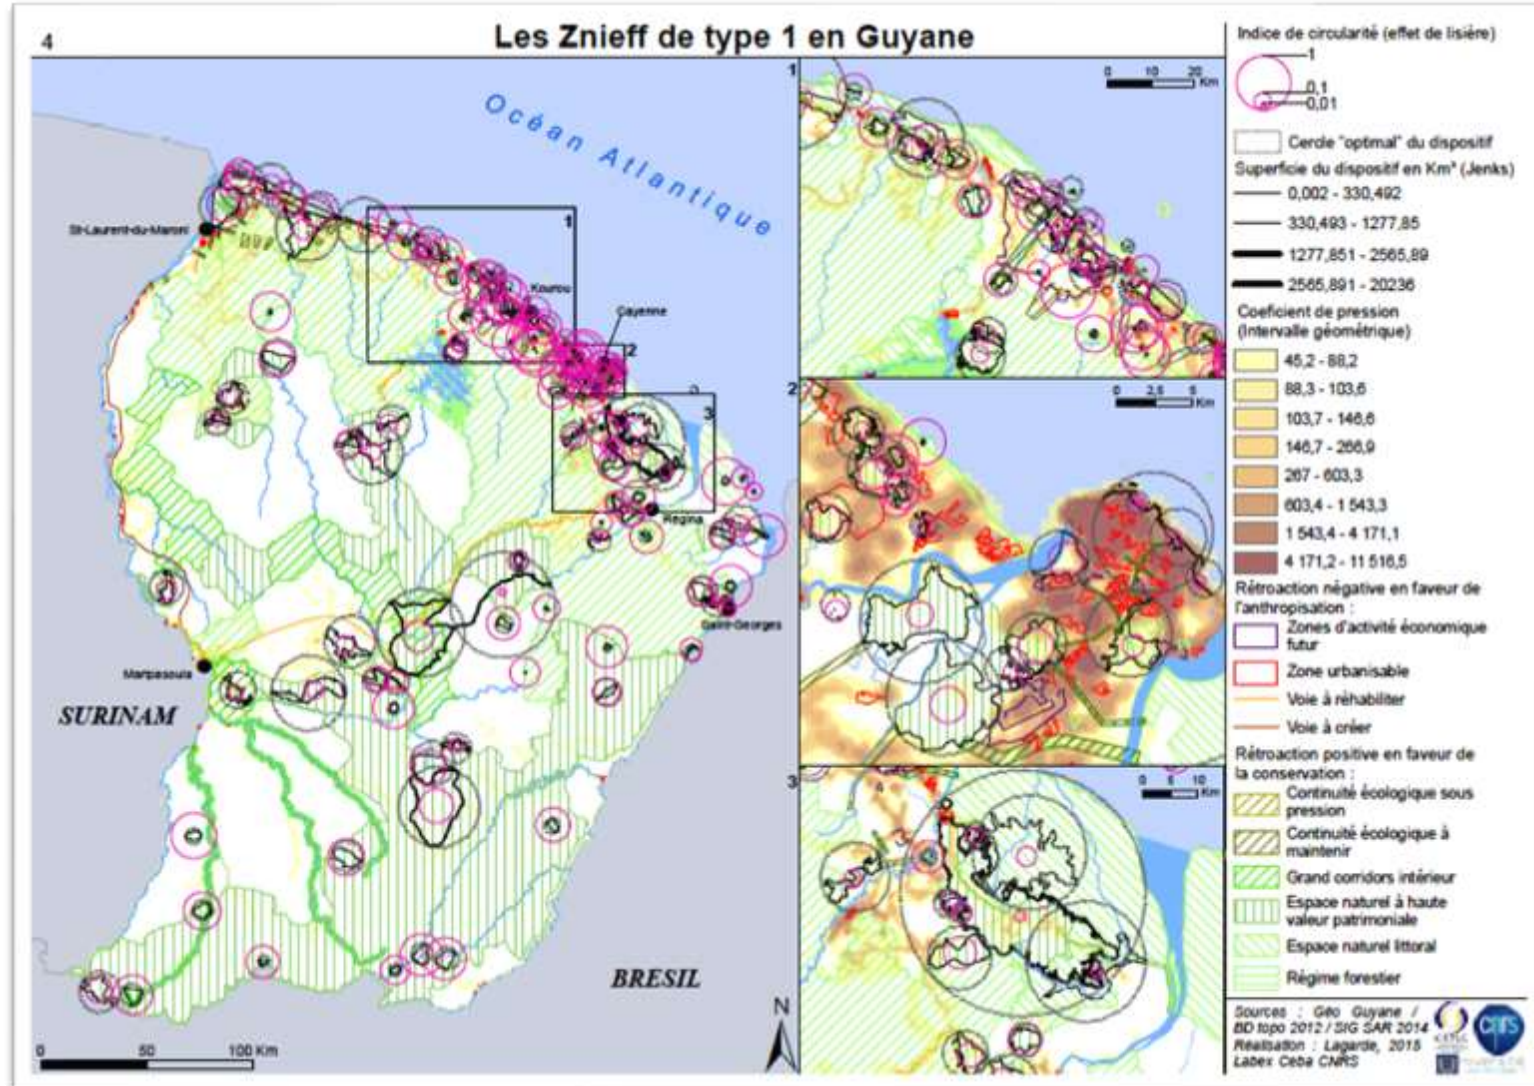 4
Les Znieff de type 1 en Guyane
Océan Atlantique
St-Laurent-du-Maroni
Kourou
Cayenne
Régina
Saint-Georges
Maripasoula
SURINAM
BRESIL
1
2
3
N
0 50 100 Km
1
0 10 20 Km
2
0 2,5 5 Km
3
0 5 10 Km
Indice de circularité (effet de lisière)
1
0,1
0,01
Cercle "optimal" du dispositif
Superficie du dispositif en Km² (Jenks)
0,002 - 330,492
330,493 - 1277,85
1277,851 - 2565,89
2565,891 - 20236
Coeficient de pression
(Intervalle géométrique)
45,2 - 88,2
88,3 - 103,6
103,7 - 146,6
146,7 - 266,9
267 - 603,3
603,4 - 1 543,3
1 543,4 - 4 171,1
4 171,2 - 11 516,5
Rétroaction négative en faveur de
l'anthropisation :
Zones d'activité économique
futur
Zone urbanisable
Voie à réhabiliter
Voie à créer
Rétroaction positive en faveur de
la conservation :
Continuité écologique sous
pression
Continuité écologique à
maintenir
Grand corridors intérieur
Espace naturel à haute
valeur patrimoniale
Espace naturel littoral
Régime forestier
Sources : Géo Guyane /
BD topo 2012 / SIG SAR 2014
Réalisation : Lagarde, 2015
Labex Ceba CNRS
cnrs